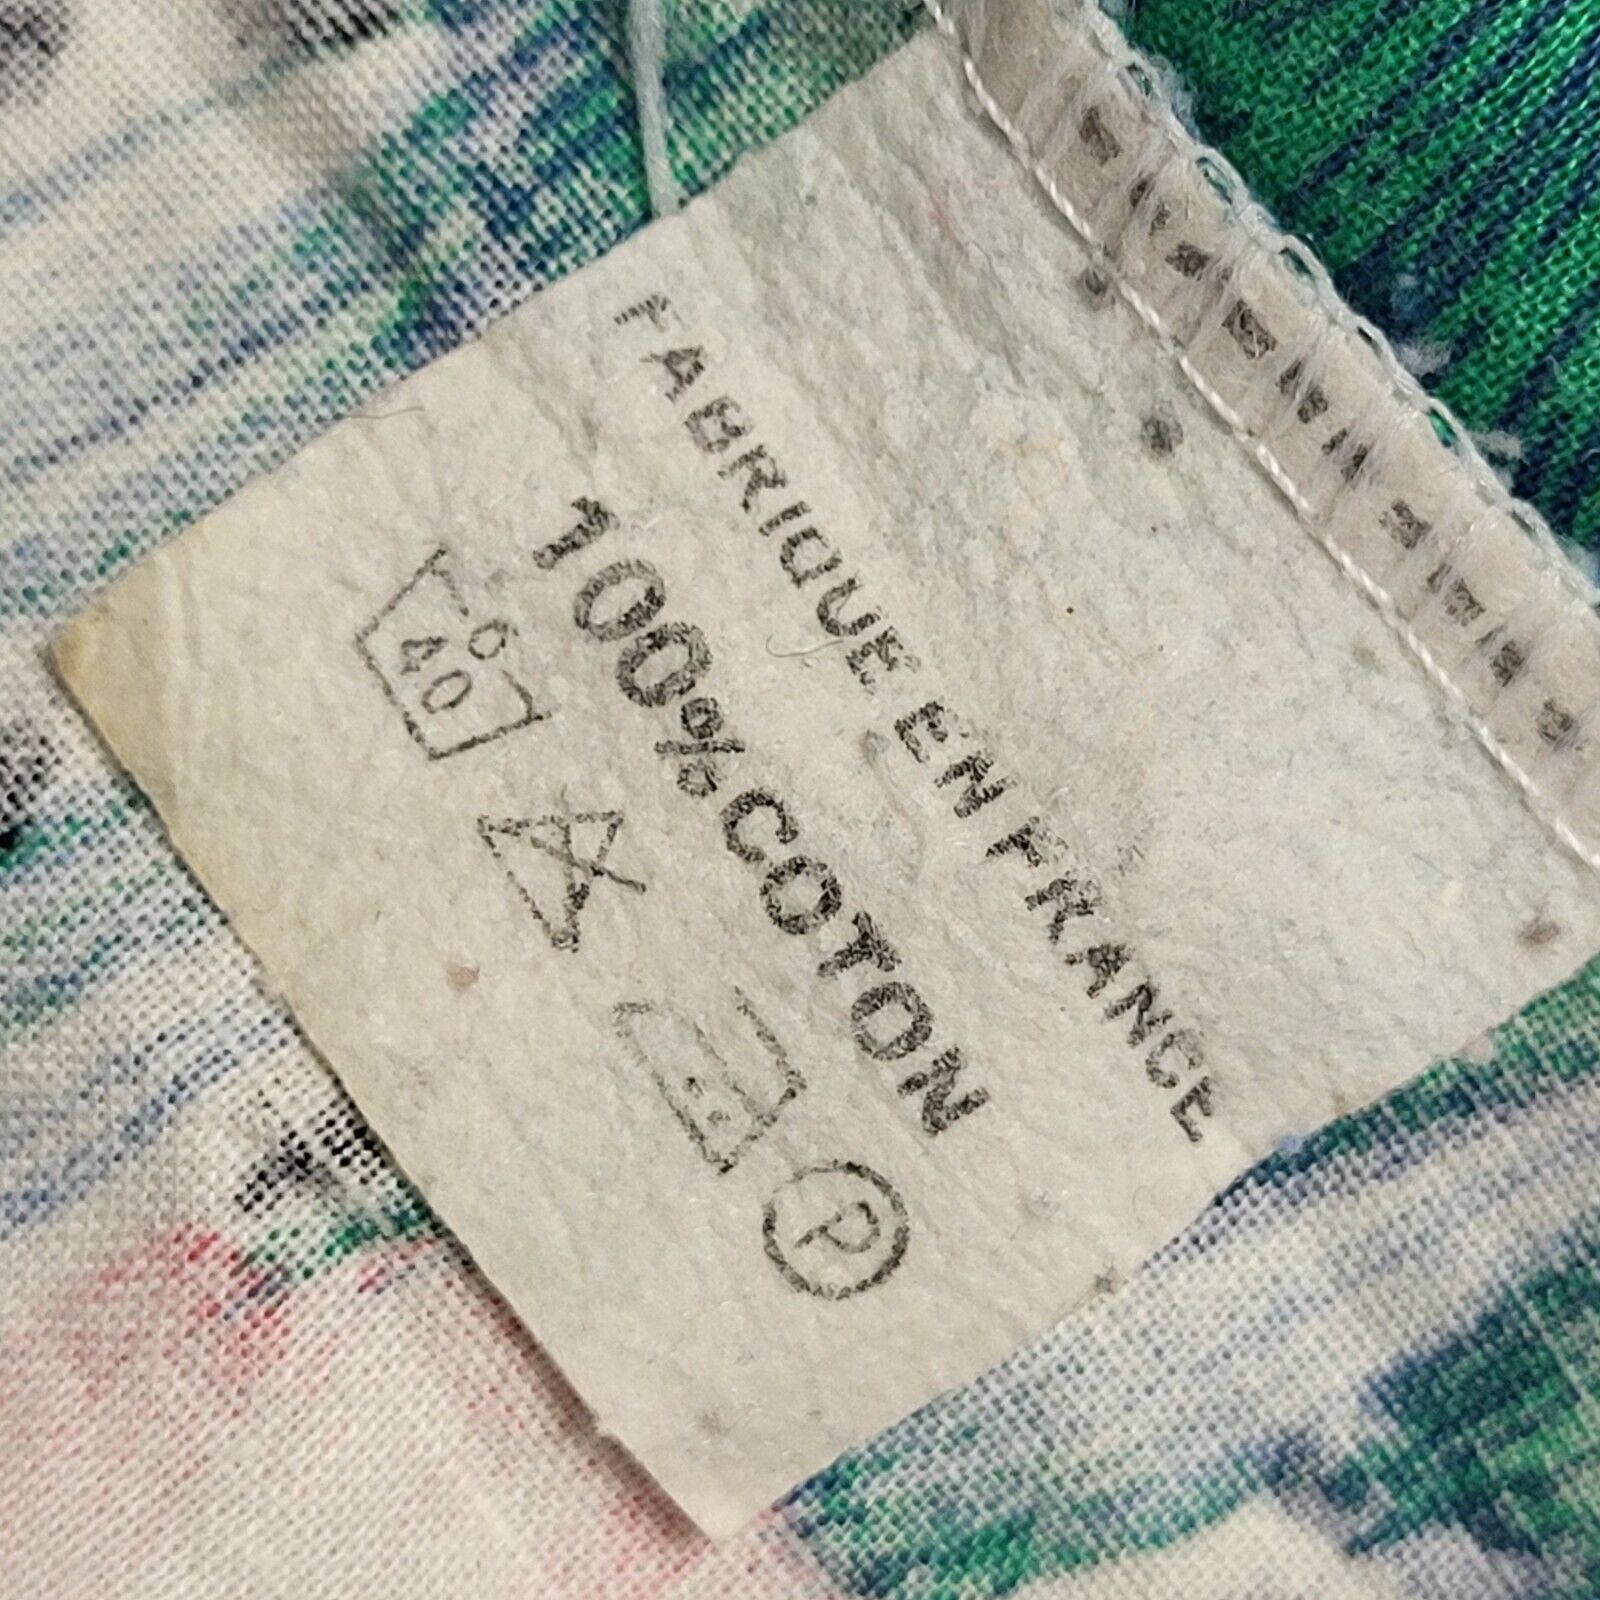 FABRIQUE EN FRANCE
100% COTON
40°
P